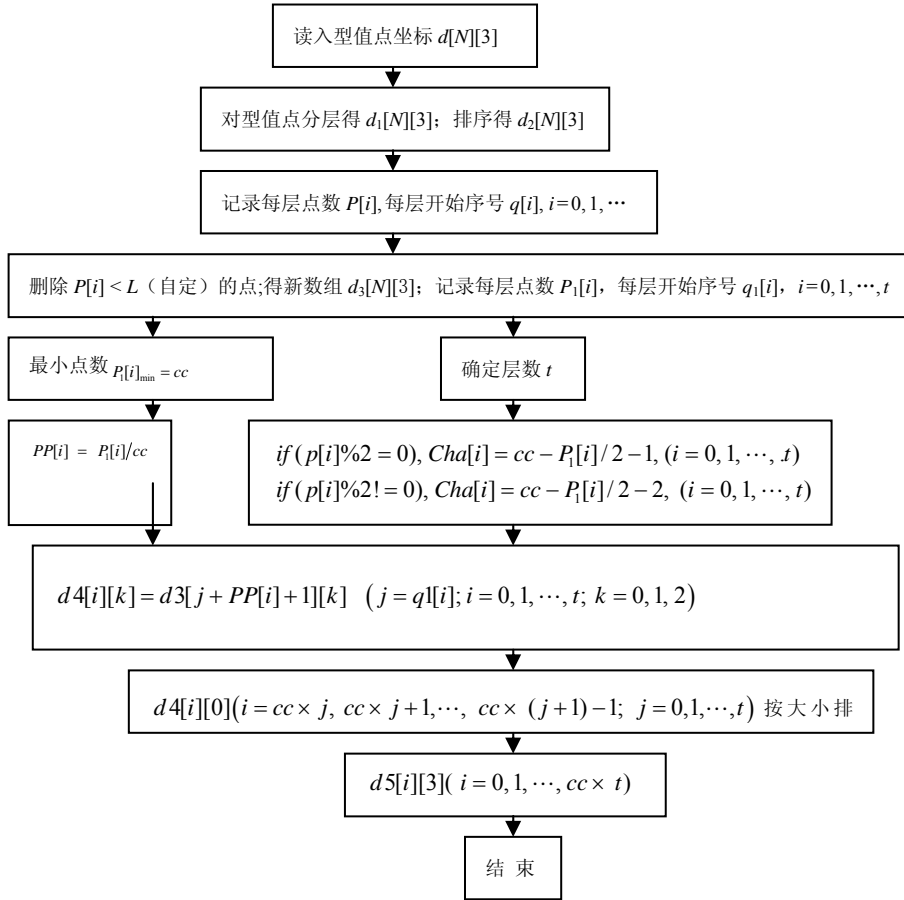 读入型值点坐标 d[N][3]
对型值点分层得 d₁[N][3]；排序得 d₂[N][3]
记录每层点数 P[i], 每层开始序号 q[i], i=0,1,⋯
删除 P[i] < L（自定）的点;得新数组 d₃[N][3]；记录每层点数 P₁[i]，每层开始序号 q₁[i]，i=0,1,⋯,t
最小点数 P₁[i]min = cc
确定层数 t
PP[i] = P₁[i]/cc
if(p[i]%2=0), Cha[i]=cc−P₁[i]/2−1, (i=0,1,⋯,.t)
if(p[i]%2!=0), Cha[i]=cc−P₁[i]/2−2, (i=0,1,⋯,t)
d4[i][k]=d3[j+PP[i]+1][k] (j=q1[i];i=0,1,⋯,t; k=0,1,2)
d4[i][0](i=cc×j, cc×j+1,⋯, cc×(j+1)−1; j=0,1,⋯,t) 按大小排
d5[i][3]( i=0,1,⋯,cc×t)
结 束